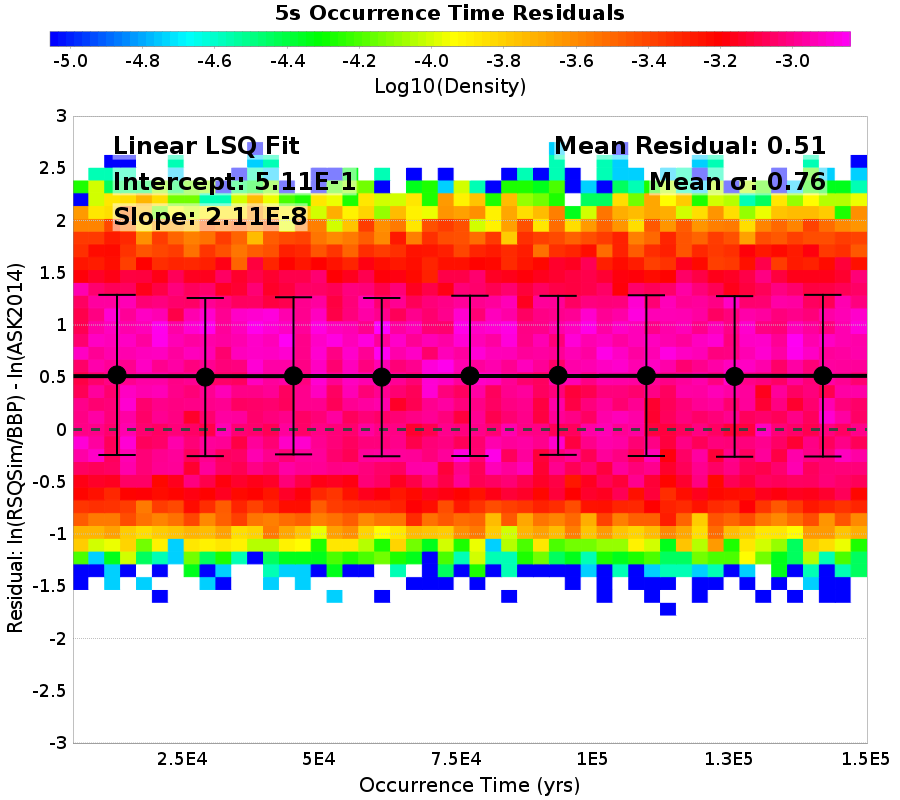 5s Occurrence Time Residuals
-5.0 -4.8 -4.6 -4.4 -4.2 -4.0 -3.8 -3.6 -3.4 -3.2 -3.0
Log10(Density)
Linear LSQ Fit
Intercept: 5.11E-1
Slope: 2.11E-8
Mean Residual: 0.51
Mean σ: 0.76
Residual: ln(RSQSim/BBP) - ln(ASK2014)
3
2.5
2
1.5
1
0.5
0
-0.5
-1
-1.5
-2
-2.5
-3
2.5E4 5E4 7.5E4 1E5 1.3E5 1.5E5
Occurrence Time (yrs)